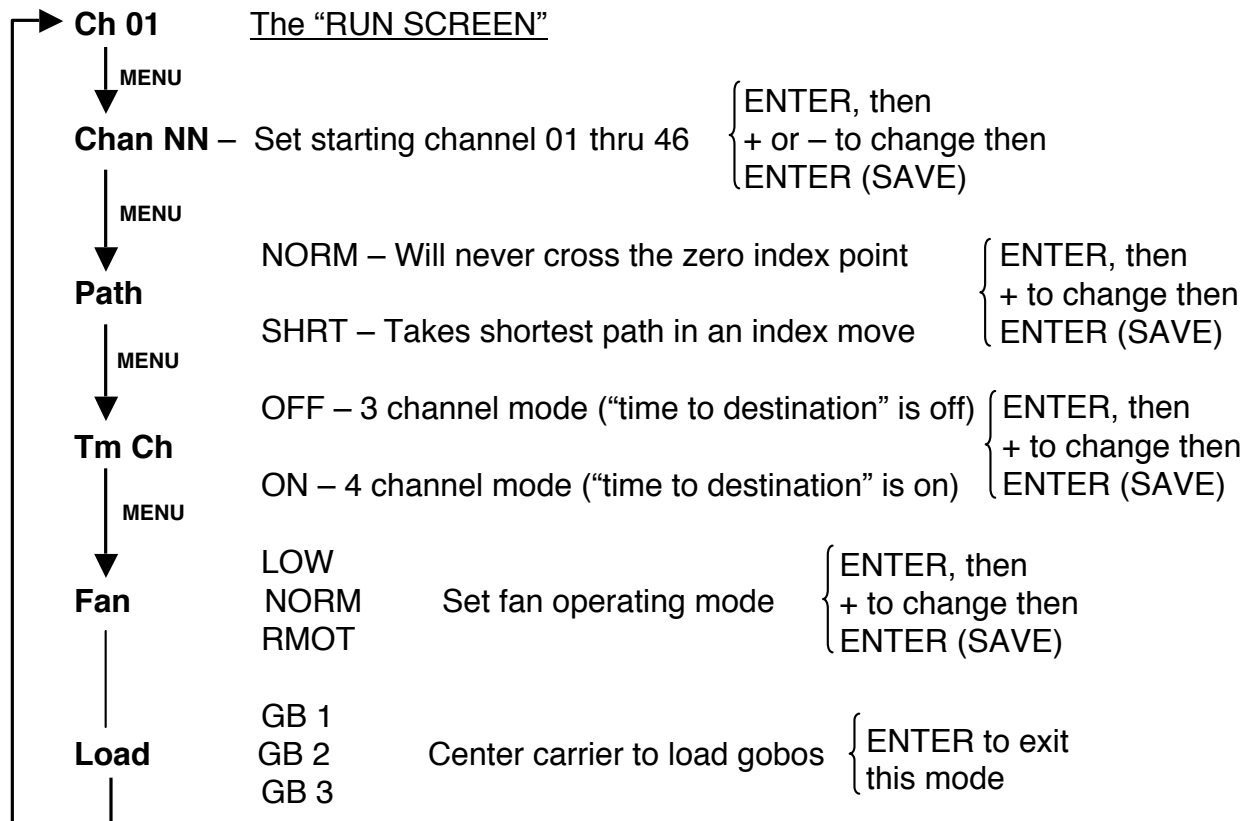 Ch 01 The “RUN SCREEN”
MENU
Chan NN – Set starting channel 01 thru 46
ENTER, then
+ or – to change then
ENTER (SAVE)
MENU
Path
NORM – Will never cross the zero index point
SHRT – Takes shortest path in an index move
ENTER, then
+ to change then
ENTER (SAVE)
MENU
Tm Ch
OFF – 3 channel mode (“time to destination” is off)
ON – 4 channel mode (“time to destination” is on)
ENTER, then
+ to change then
ENTER (SAVE)
MENU
Fan
LOW
NORM
RMOT
Set fan operating mode
ENTER, then
+ to change then
ENTER (SAVE)
Load
GB 1
GB 2
GB 3
Center carrier to load gobos
ENTER to exit
this mode